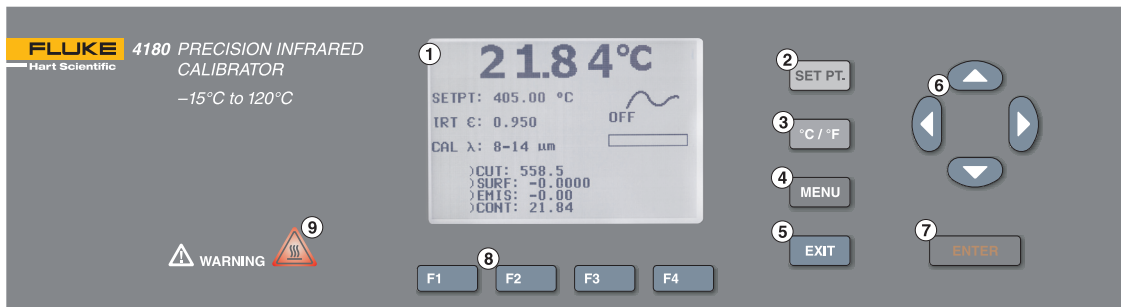 FLUKE
Hart Scientific
4180 PRECISION INFRARED
CALIBRATOR
–15°C to 120°C
WARNING
9
1
21.84°C
SETPT: 405.00 °C
OFF
IRT Є: 0.950
CAL λ: 8-14 um
)CUT: 558.5
)SURF: -0.0000
)EMIS: -0.00
)CONT: 21.84
8
F1
F2
F3
F4
2
SET PT.
3
°C / °F
4
MENU
5
EXIT
6
7
ENTER